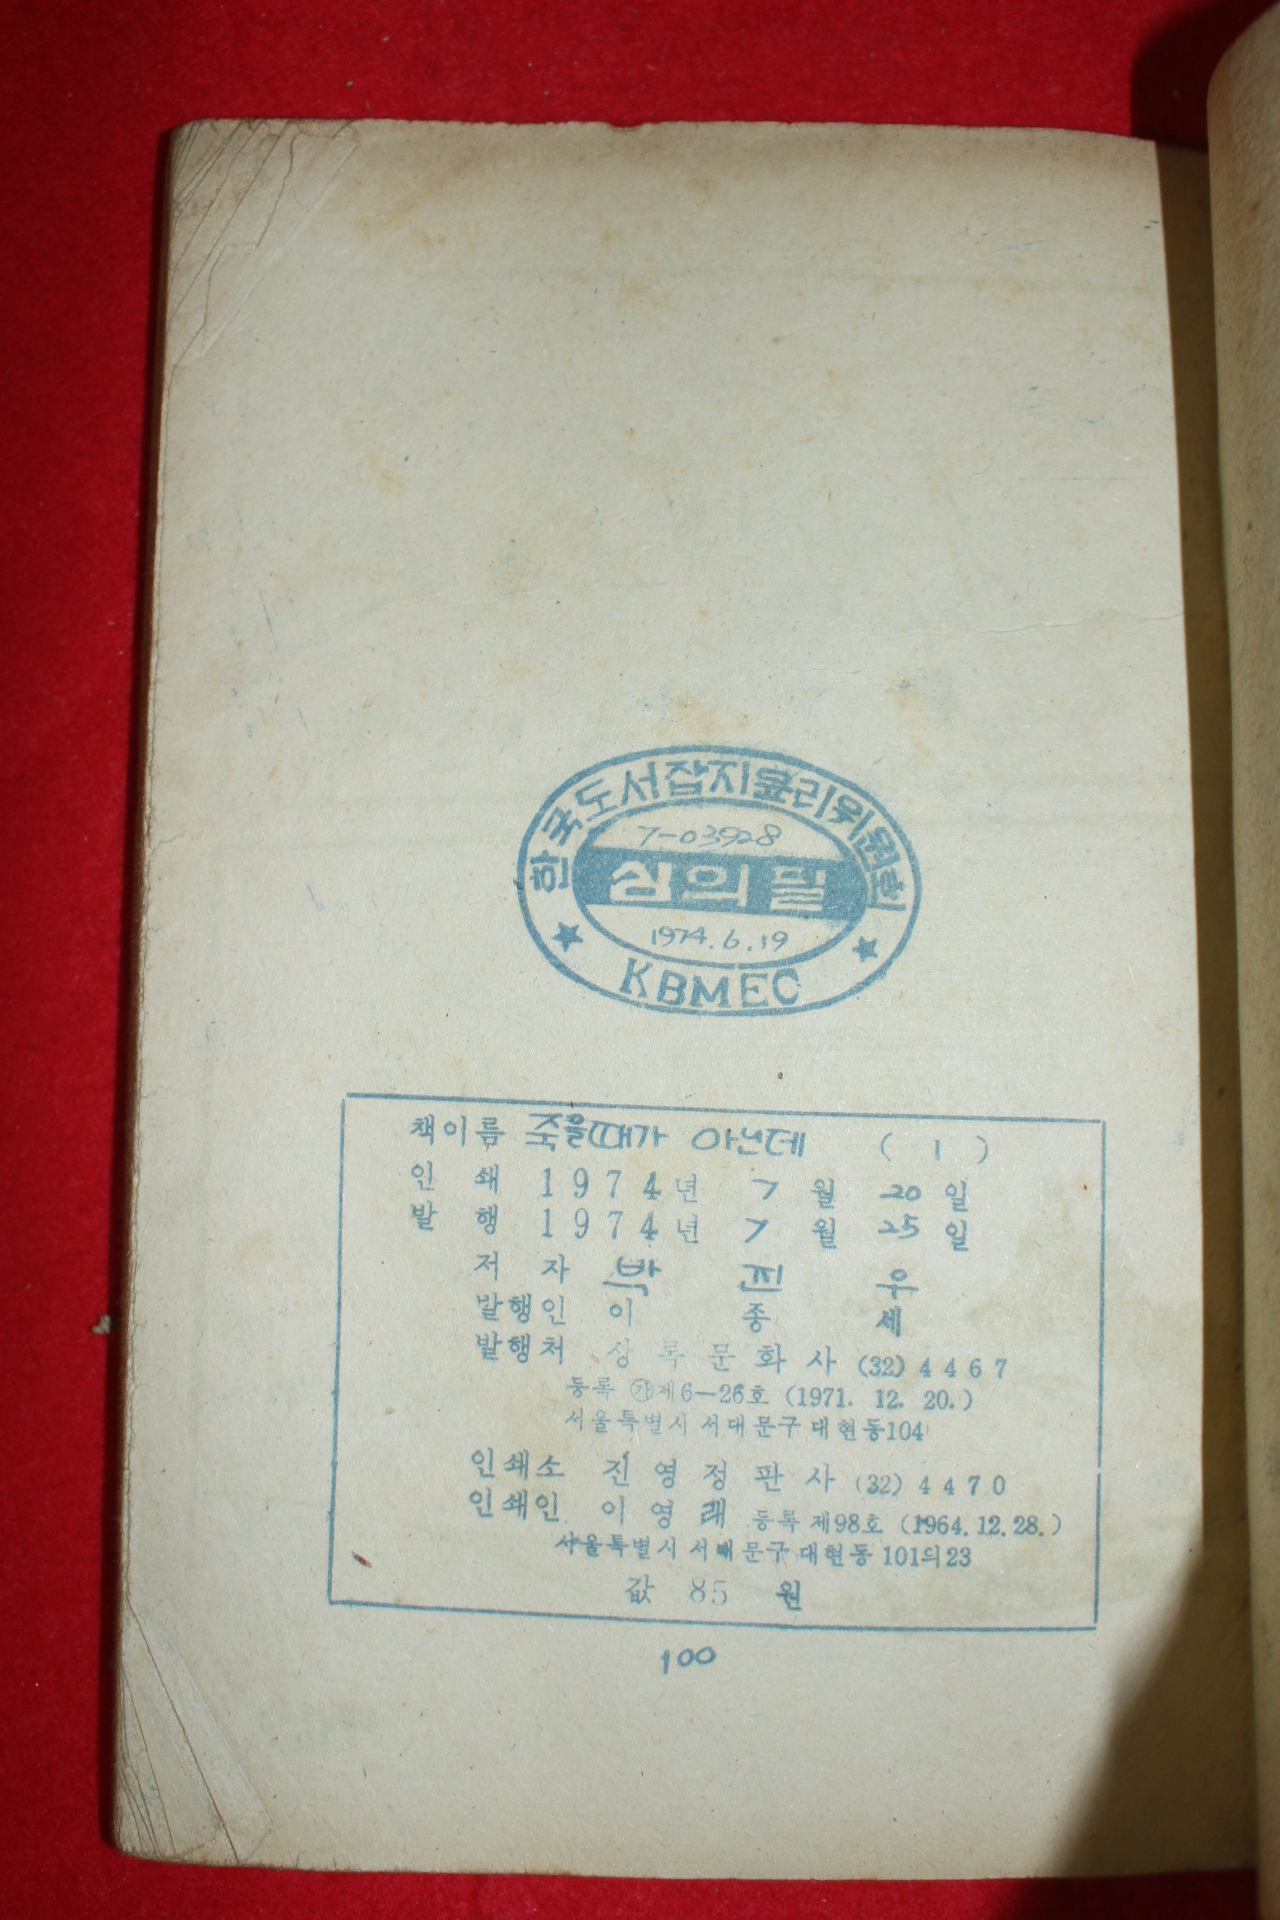 한국도서잡지윤리위원회
7-03928
심의필
1974.6.19
KBMEC
책이름 죽을때가 아닌데 (1)
인쇄 1974년 7월 20일
발행 1974년 7월 25일
저자 박 찌 우
발행인 이 종 세
발행처 상록문화사 (32) 4467
등록 ㉮제6—26호 (1971. 12. 20.)
서울특별시 서대문구 대현동104
인쇄소 진영정판사 (32) 4470
인쇄인 이영래 등록 제98호 (1964.12.28.)
서울특별시 서대문구 대현동 101의23
값 85 원
100